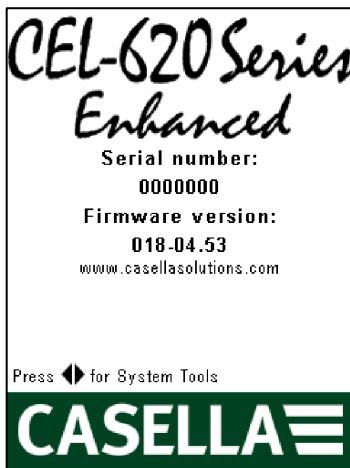 CEL-620 Series
Enhanced
Serial number:
0000000
Firmware version:
018-04.53
www.casellasolutions.com
Press ◀▶ for System Tools
CASELLA